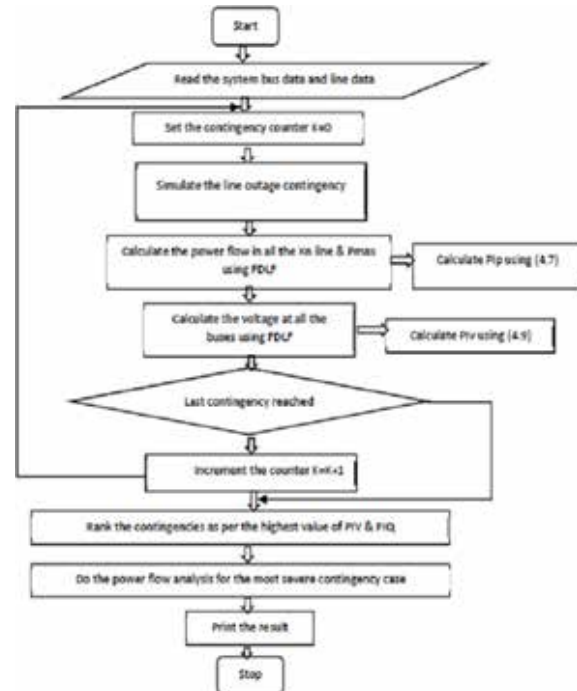 Start
Read the system bus data and line data
Set the contingency counter K=0
Simulate the line outage contingency
Calculate the power flow in all the Kn line & Pmax
using FDLF
Calculate PIp using (4.7)
Calculate the voltage at all the
buses using FDLF
Calculate PIV using (4.9)
Last contingency reached
Increment the counter K=K+1
Rank the contingencies as per the highest value of PIV & PIQ
Do the power flow analysis for the most severe contingency case
Print the result
Stop